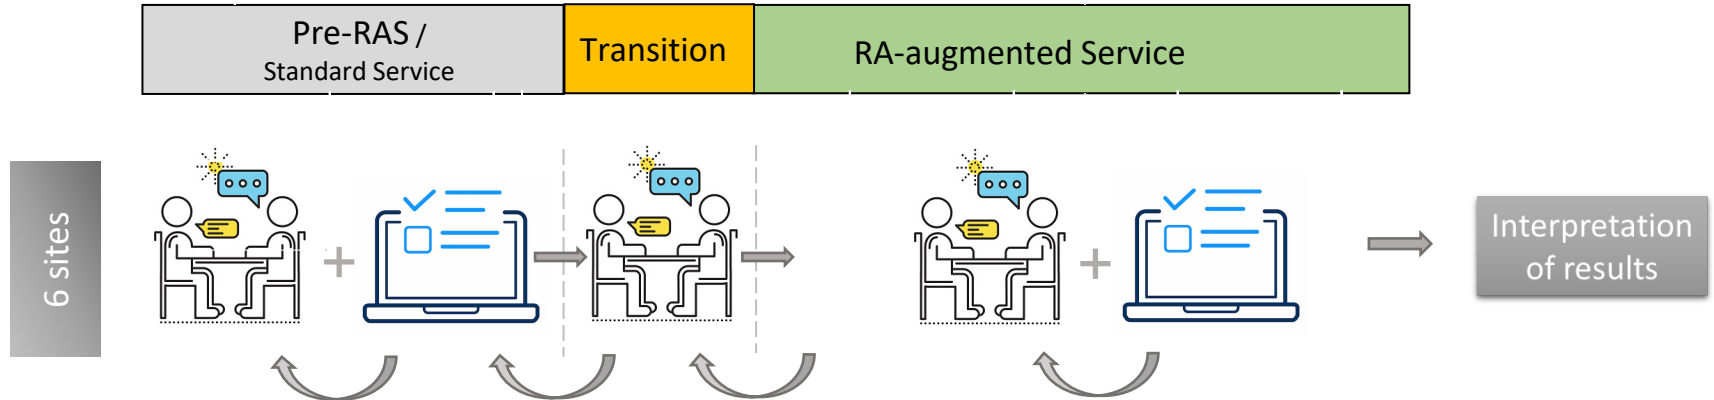 Pre-RAS /
Standard Service
Transition
RA-augmented Service
6 sites
Interpretation
of results